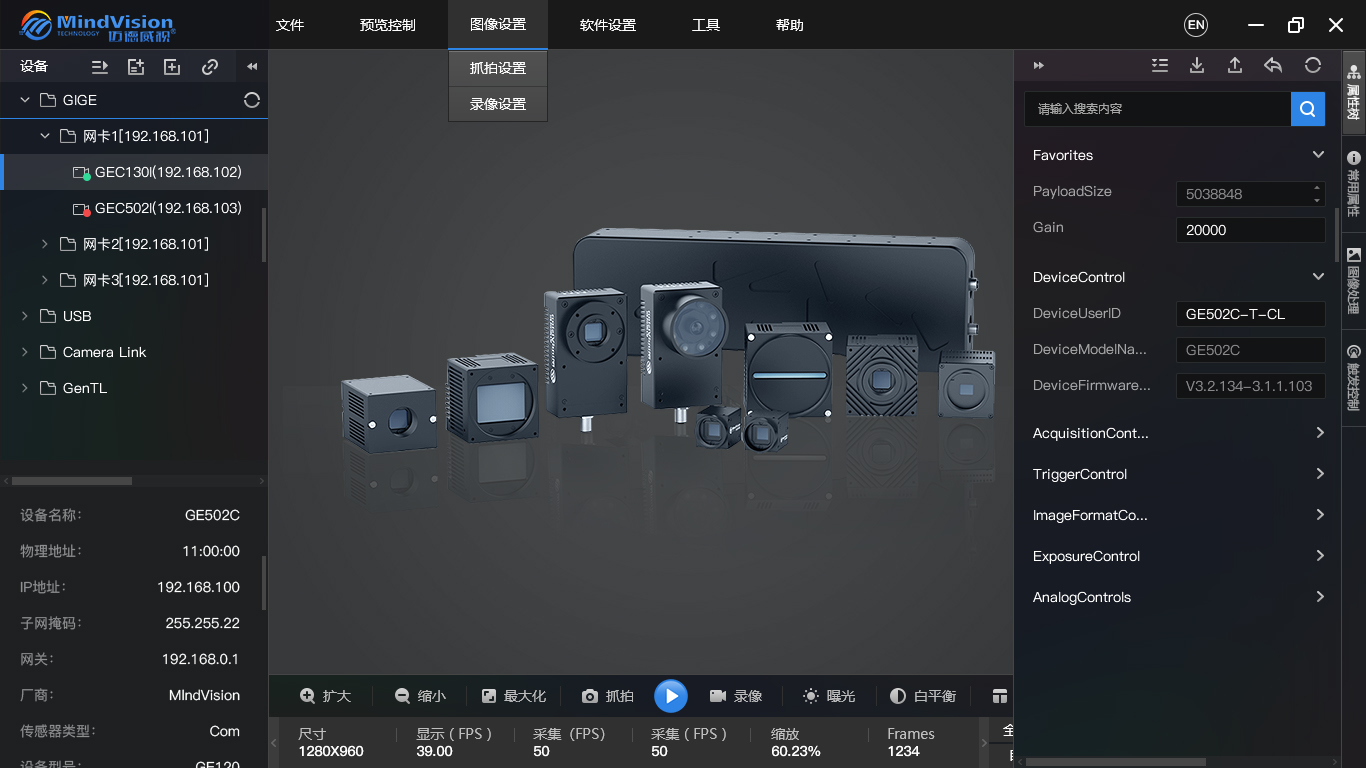 MindVision
TECHNOLOGY 迈德威视
文件
预览控制
图像设置
软件设置
工具
帮助
EN
抓拍设置
录像设置
设备
GIGE
网卡1[192.168.101]
GEC130I(192.168.102)
GEC502I(192.168.103)
网卡2[192.168.101]
网卡3[192.168.101]
USB
Camera Link
GenTL
设备名称： GE502C
物理地址： 11:00:00
IP地址： 192.168.100
子网掩码： 255.255.22
网关： 192.168.0.1
厂商： MIndVision
传感器类型： Com
设备型号： GE120
扩大
缩小
最大化
抓拍
录像
曝光
白平衡
尺寸
1280X960
显示（FPS）
39.00
采集（FPS）
50
采集（FPS）
50
缩放
60.23%
Frames
1234
请输入搜索内容
Favorites
PayloadSize 5038848
Gain 20000
DeviceControl
DeviceUserID GE502C-T-CL
DeviceModelNa... GE502C
DeviceFirmware... V3.2.134-3.1.1.103
AcquisitionCont...
TriggerControl
ImageFormatCo...
ExposureControl
AnalogControls
属性树
常用属性
图像处理
触发控制